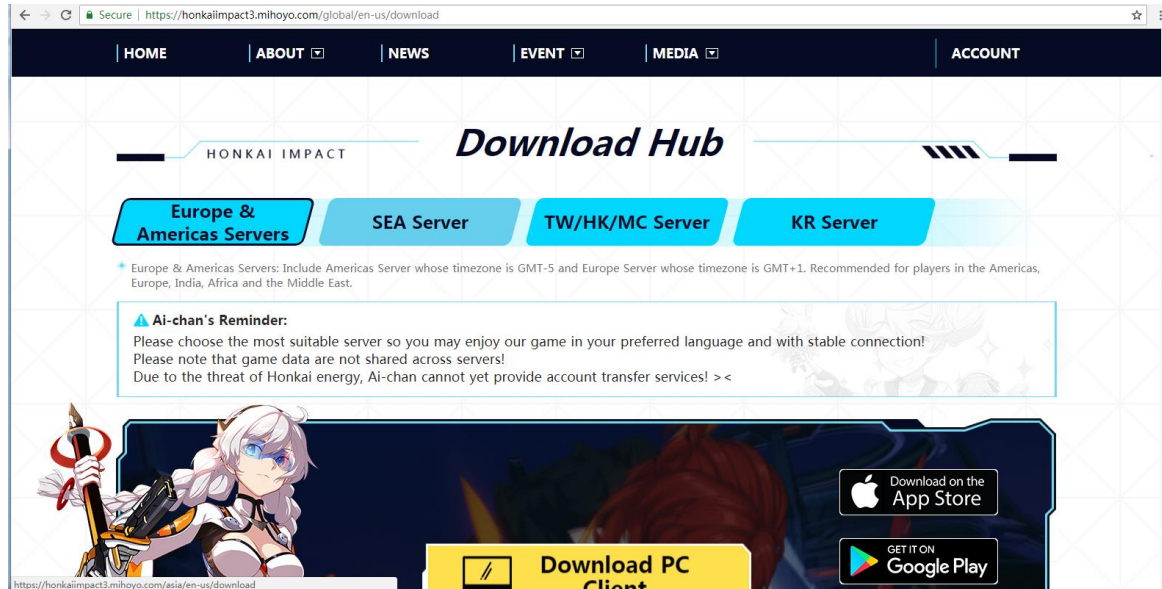 Secure | https://honkaiimpact3.mihoyo.com/global/en-us/download
HOME ABOUT NEWS EVENT MEDIA ACCOUNT
HONKAI IMPACT
Download Hub
Europe &
Americas Servers
SEA Server
TW/HK/MC Server
KR Server
Europe & Americas Servers: Include Americas Server whose timezone is GMT-5 and Europe Server whose timezone is GMT+1. Recommended for players in the Americas,
Europe, India, Africa and the Middle East.
Ai-chan's Reminder:
Please choose the most suitable server so you may enjoy our game in your preferred language and with stable connection!
Please note that game data are not shared across servers!
Due to the threat of Honkai energy, Ai-chan cannot yet provide account transfer services! ><
Download on the
App Store
Download PC
Client
GET IT ON
Google Play
https://honkaiimpact3.mihoyo.com/asia/en-us/download